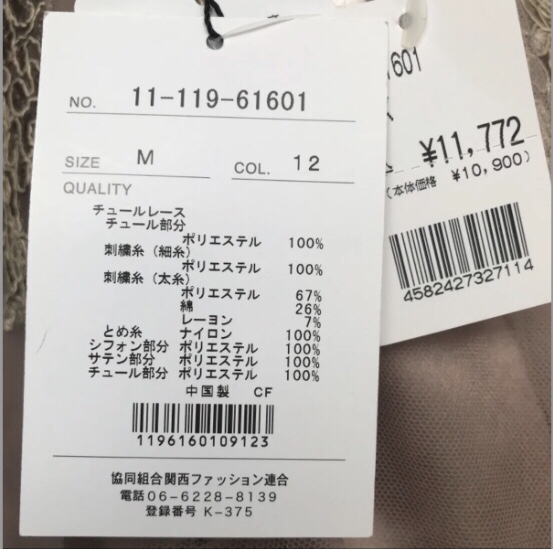 NO. 11-119-61601
SIZE M COL. 12
QUALITY
チュールレース
チュール部分
ポリエステル 100%
刺繍糸（細糸）
ポリエステル 100%
刺繍糸（太糸）
ポリエステル 67%
綿 26%
レーヨン 7%
とめ糸 ナイロン 100%
シフォン部分 ポリエステル 100%
サテン部分 ポリエステル 100%
チュール部分 ポリエステル 100%
中国製 CF
1196160109123
協同組合関西ファッション連合
電話06-6228-8139
登録番号 K-375
1601
¥11,772
(本体価格 ¥10,900)
4582427327114